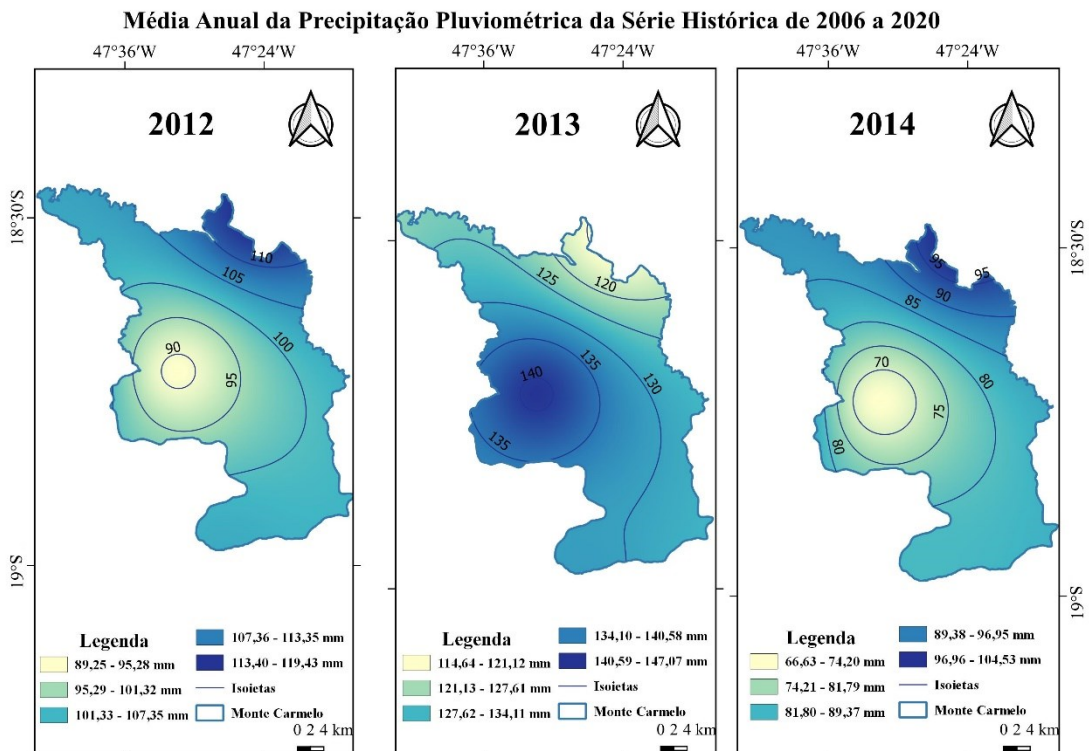 Média Anual da Precipitação Pluviométrica da Série Histórica de 2006 a 2020
47°36'W 47°24'W
47°36'W 47°24'W
47°36'W 47°24'W
18°30'S
19°S
2012
110
105
100
95
90
Legenda
89,25 - 95,28 mm
95,29 - 101,32 mm
101,33 - 107,35 mm
107,36 - 113,35 mm
113,40 - 119,43 mm
Isoietas
Monte Carmelo
0 2 4 km
2013
120
125
130
135
140
135
Legenda
114,64 - 121,12 mm
121,13 - 127,61 mm
127,62 - 134,11 mm
134,10 - 140,58 mm
140,59 - 147,07 mm
Isoietas
Monte Carmelo
0 2 4 km
2014
95
95
90
85
80
70
75
80
Legenda
66,63 - 74,20 mm
74,21 - 81,79 mm
81,80 - 89,37 mm
89,38 - 96,95 mm
96,96 - 104,53 mm
Isoietas
Monte Carmelo
0 2 4 km
18°30'S
19°S